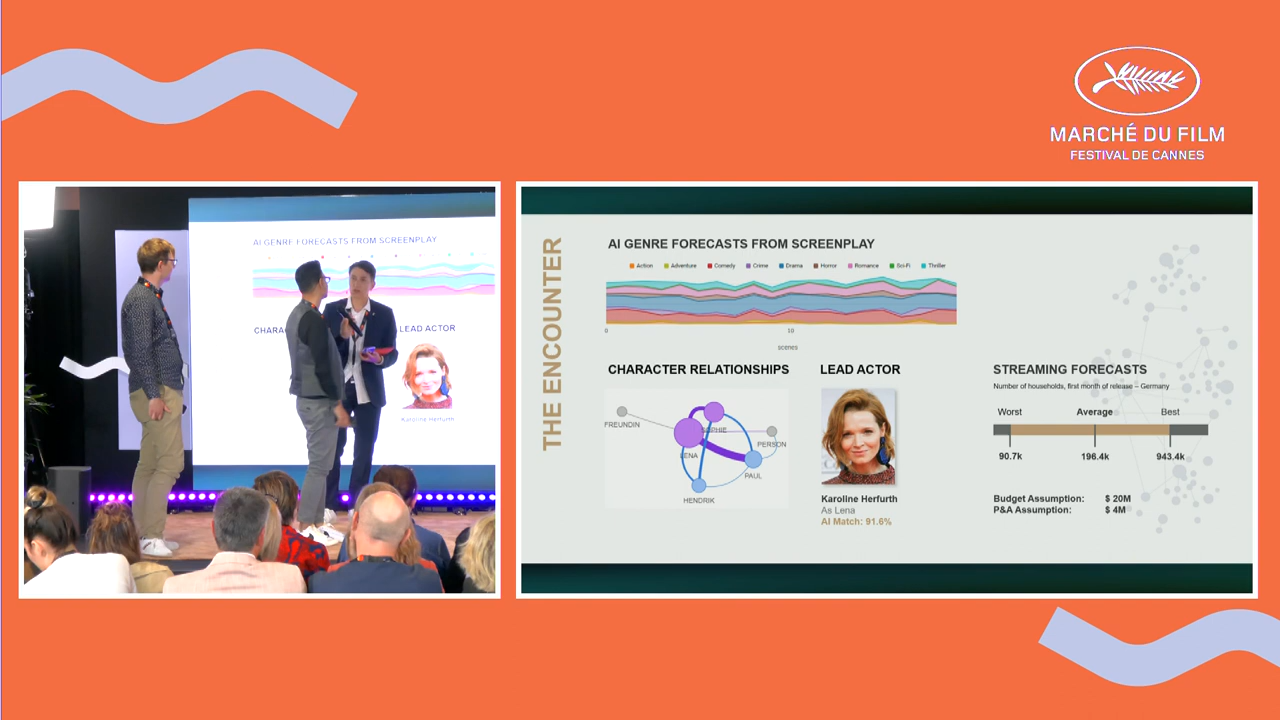 MARCHÉ DU FILM
FESTIVAL DE CANNES
AI GENRE FORECASTS FROM SCREENPLAY
CHARAC
LEAD ACTOR
Karoline Herfurth
THE ENCOUNTER
AI GENRE FORECASTS FROM SCREENPLAY
Action Adventure Comedy Crime Drama Horror Romance Sci-Fi Thriller
0 10
scenes
CHARACTER RELATIONSHIPS
FREUNDIN
SOPHIE
PERSON
LENA
PAUL
HENDRIK
LEAD ACTOR
Karoline Herfurth
As Lena
AI Match: 91.6%
STREAMING FORECASTS
Number of households, first month of release – Germany
Worst Average Best
90.7k 196.4k 943.4k
Budget Assumption: $ 20M
P&A Assumption: $ 4M